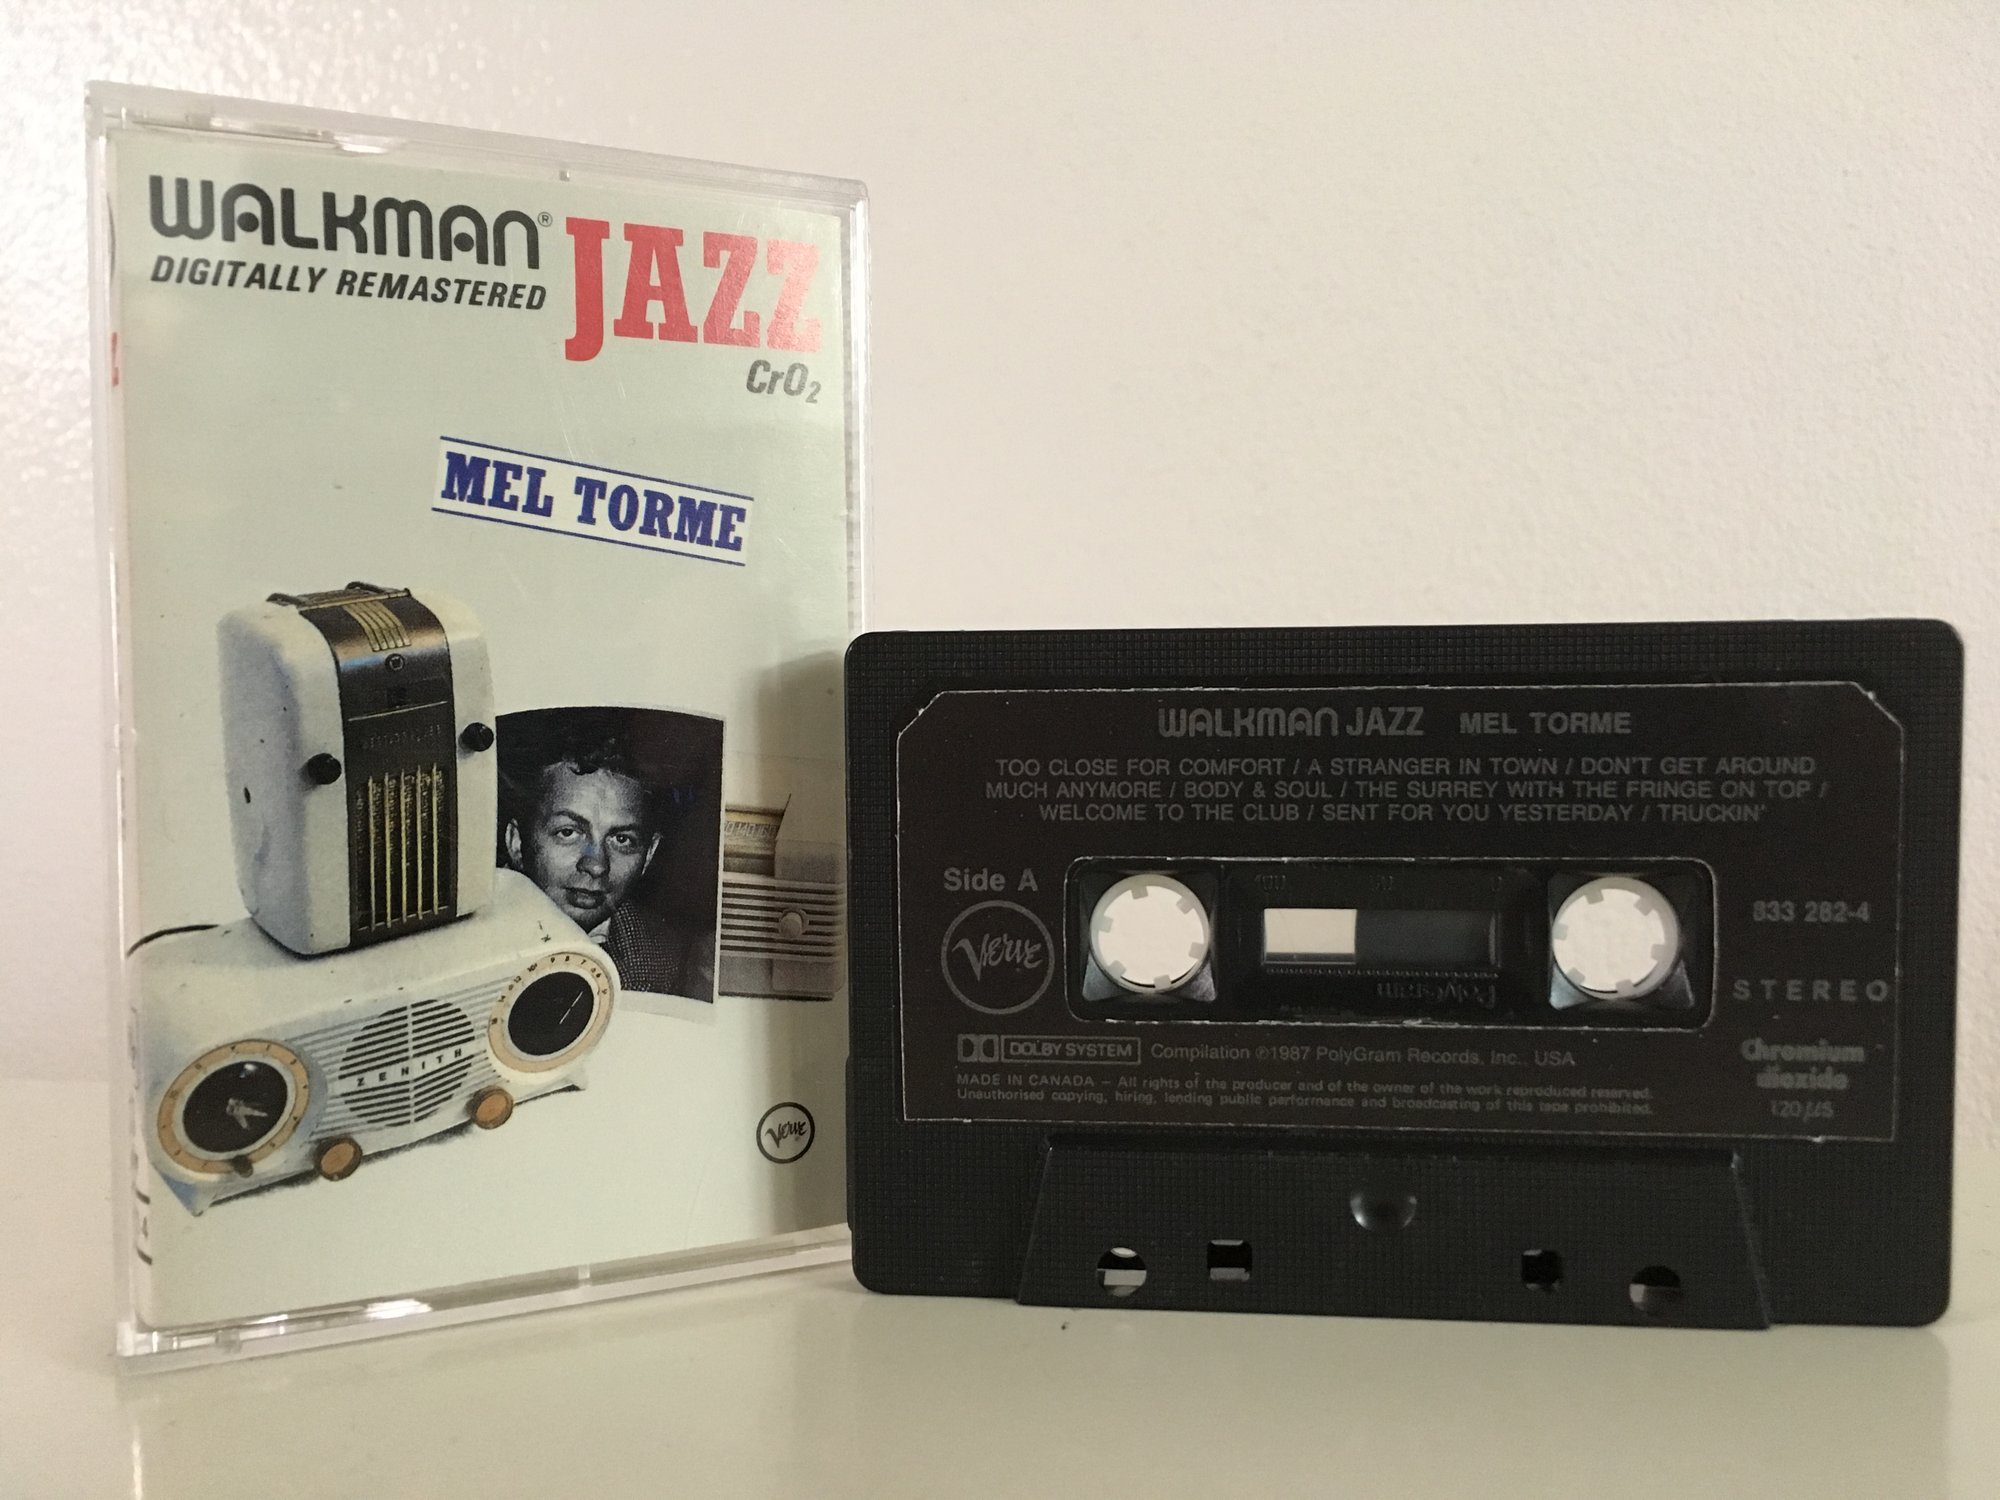 WALKMAN® JAZZ
DIGITALLY REMASTERED
CrO2
MEL TORME
ZENITH
Verve
WALKMAN JAZZ MEL TORME
TOO CLOSE FOR COMFORT / A STRANGER IN TOWN / DON'T GET AROUND
MUCH ANYMORE / BODY & SOUL / THE SURREY WITH THE FRINGE ON TOP /
WELCOME TO THE CLUB / SENT FOR YOU YESTERDAY / TRUCKIN'
Side A
Verve
100 50 0
PolyGram
833 282-4
STEREO
DOLBY SYSTEM Compilation ℗1987 PolyGram Records, Inc., USA
MADE IN CANADA – All rights of the producer and of the owner of the work reproduced reserved.
Unauthorised copying, hiring, lending public performance and broadcasting of this tape prohibited.
Chromium
dioxide
120 µS